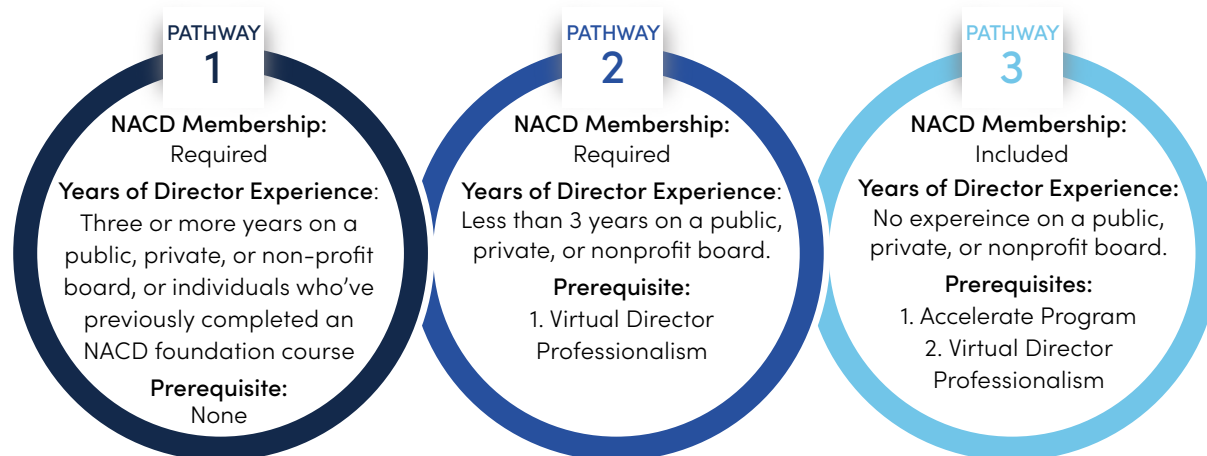 PATHWAY
1
NACD Membership:
Required
Years of Director Experience:
Three or more years on a
public, private, or non-profit
board, or individuals who've
previously completed an
NACD foundation course
Prerequisite:
None
PATHWAY
2
NACD Membership:
Required
Years of Director Experience:
Less than 3 years on a public,
private, or nonprofit board.
Prerequisite:
1. Virtual Director
Professionalism
PATHWAY
3
NACD Membership:
Included
Years of Director Experience:
No expereince on a public,
private, or nonprofit board.
Prerequisites:
1. Accelerate Program
2. Virtual Director
Professionalism